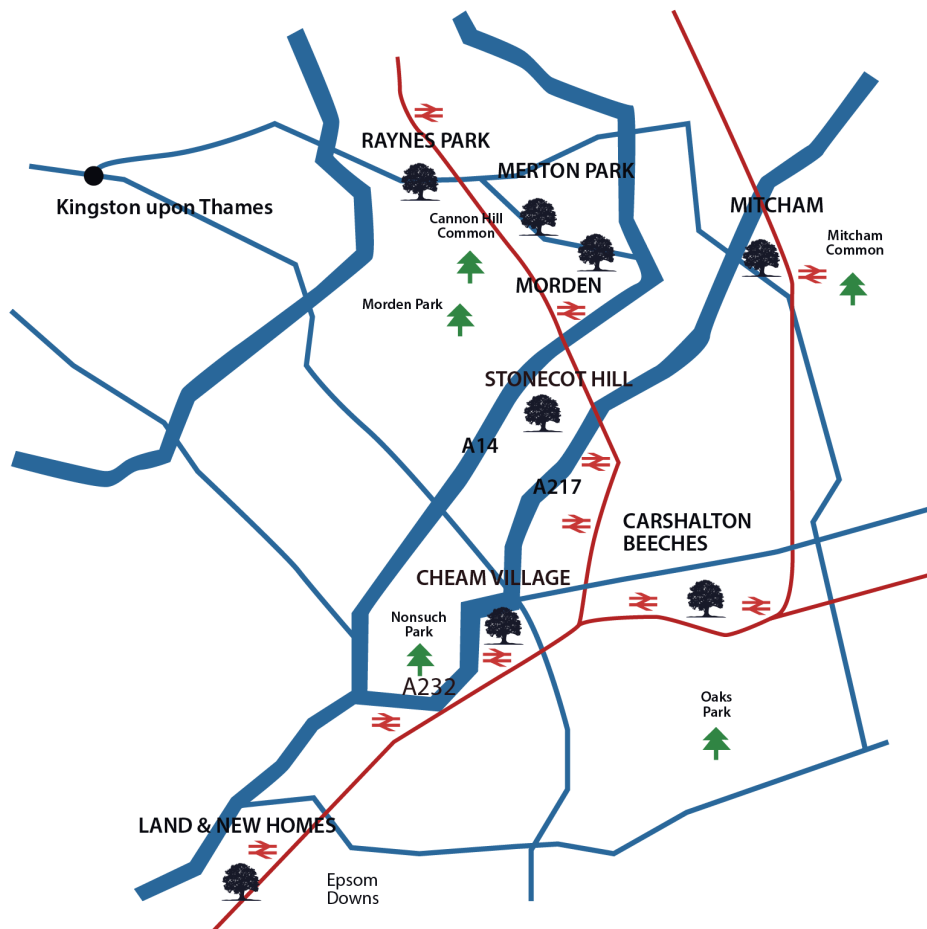 RAYNES PARK
MERTON PARK
Kingston upon Thames
MITCHAM
Cannon Hill
Common
Mitcham
Common
MORDEN
Morden Park
STONECOT HILL
A14
A217
CARSHALTON
BEECHES
CHEAM VILLAGE
Nonsuch
Park
A232
Oaks
Park
LAND & NEW HOMES
Epsom
Downs